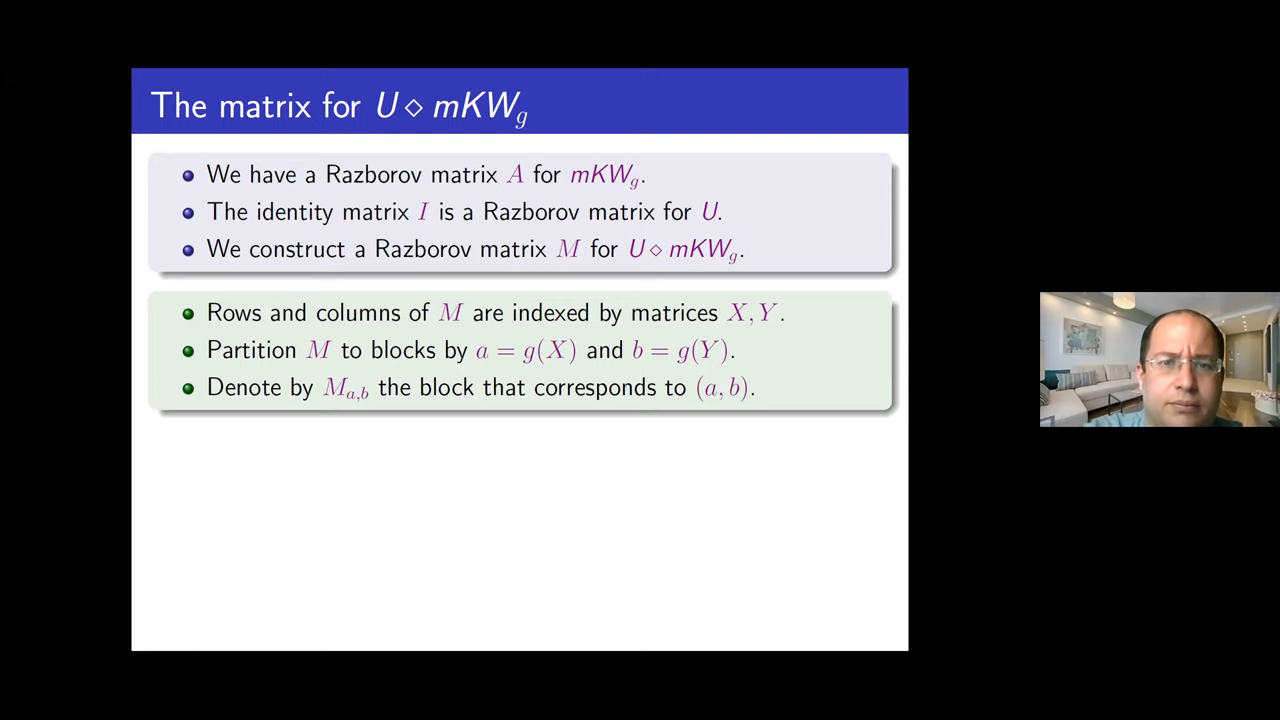 The matrix for U ⋄ mKW_g
We have a Razborov matrix A for mKW_g.
The identity matrix I is a Razborov matrix for U.
We construct a Razborov matrix M for U ⋄ mKW_g.
Rows and columns of M are indexed by matrices X, Y.
Partition M to blocks by a = g(X) and b = g(Y).
Denote by M_{a,b} the block that corresponds to (a, b).